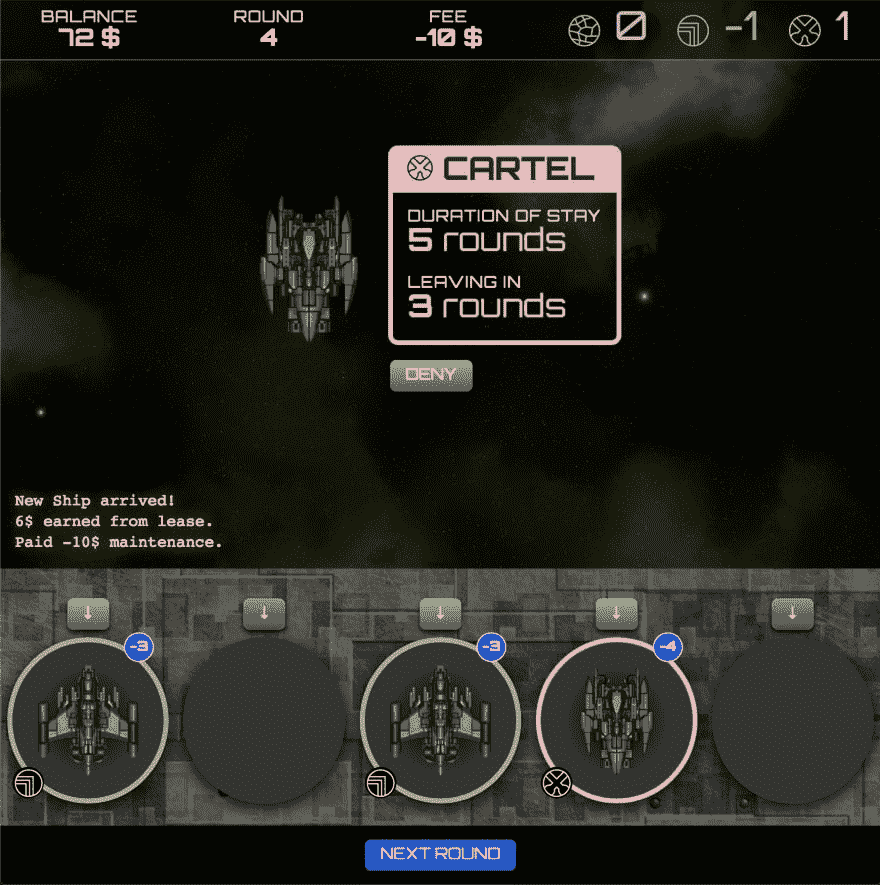 BALANCE
72 $
ROUND
4
FEE
-10 $
0
-1
1
CARTEL
DURATION OF STAY
5 rounds
LEAVING IN
3 rounds
DENY
New Ship arrived!
6$ earned from lease.
Paid -10$ maintenance.
↓
↓
↓
↓
↓
-3
-3
-4
NEXT ROUND